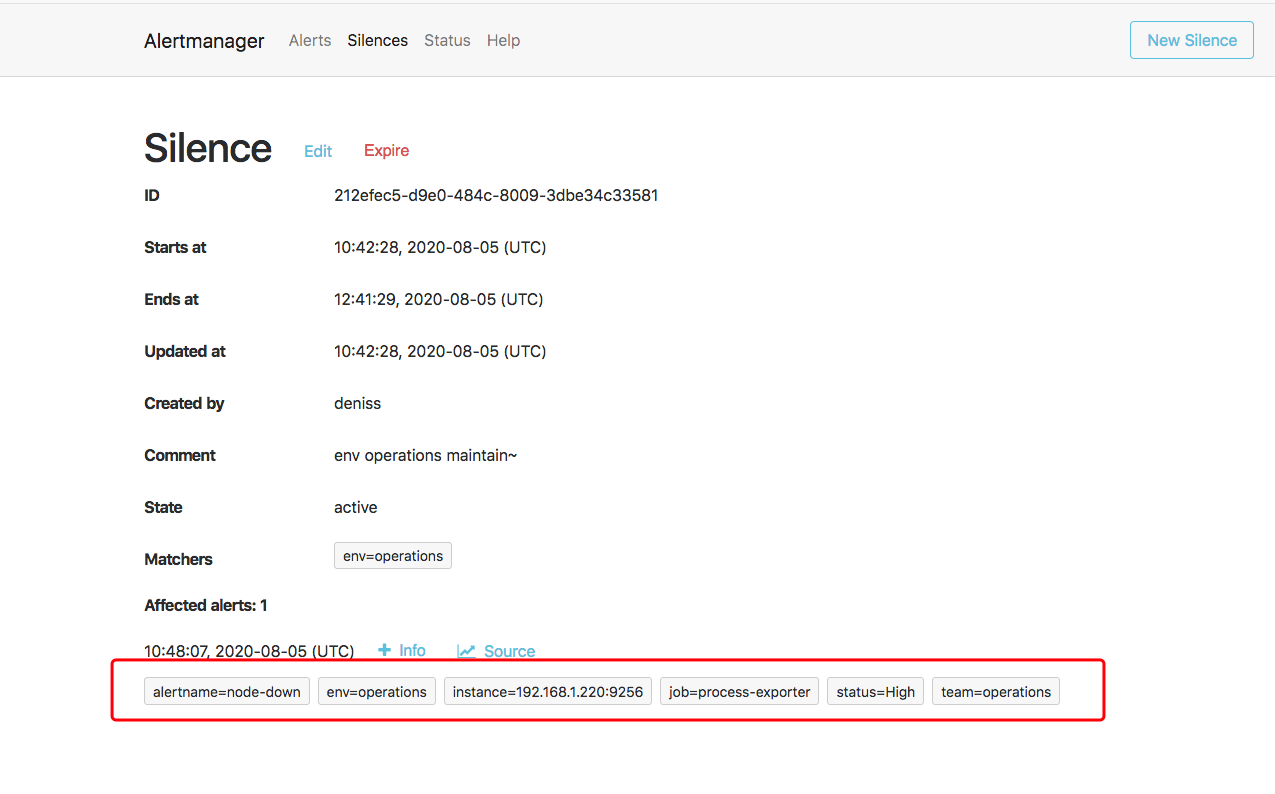 Alertmanager Alerts Silences Status Help New Silence
Silence Edit Expire
ID 212efec5-d9e0-484c-8009-3dbe34c33581
Starts at 10:42:28, 2020-08-05 (UTC)
Ends at 12:41:29, 2020-08-05 (UTC)
Updated at 10:42:28, 2020-08-05 (UTC)
Created by deniss
Comment env operations maintain~
State active
Matchers env=operations
Affected alerts: 1
10:48:07, 2020-08-05 (UTC) + Info Source
alertname=node-down env=operations instance=192.168.1.220:9256 job=process-exporter status=High team=operations